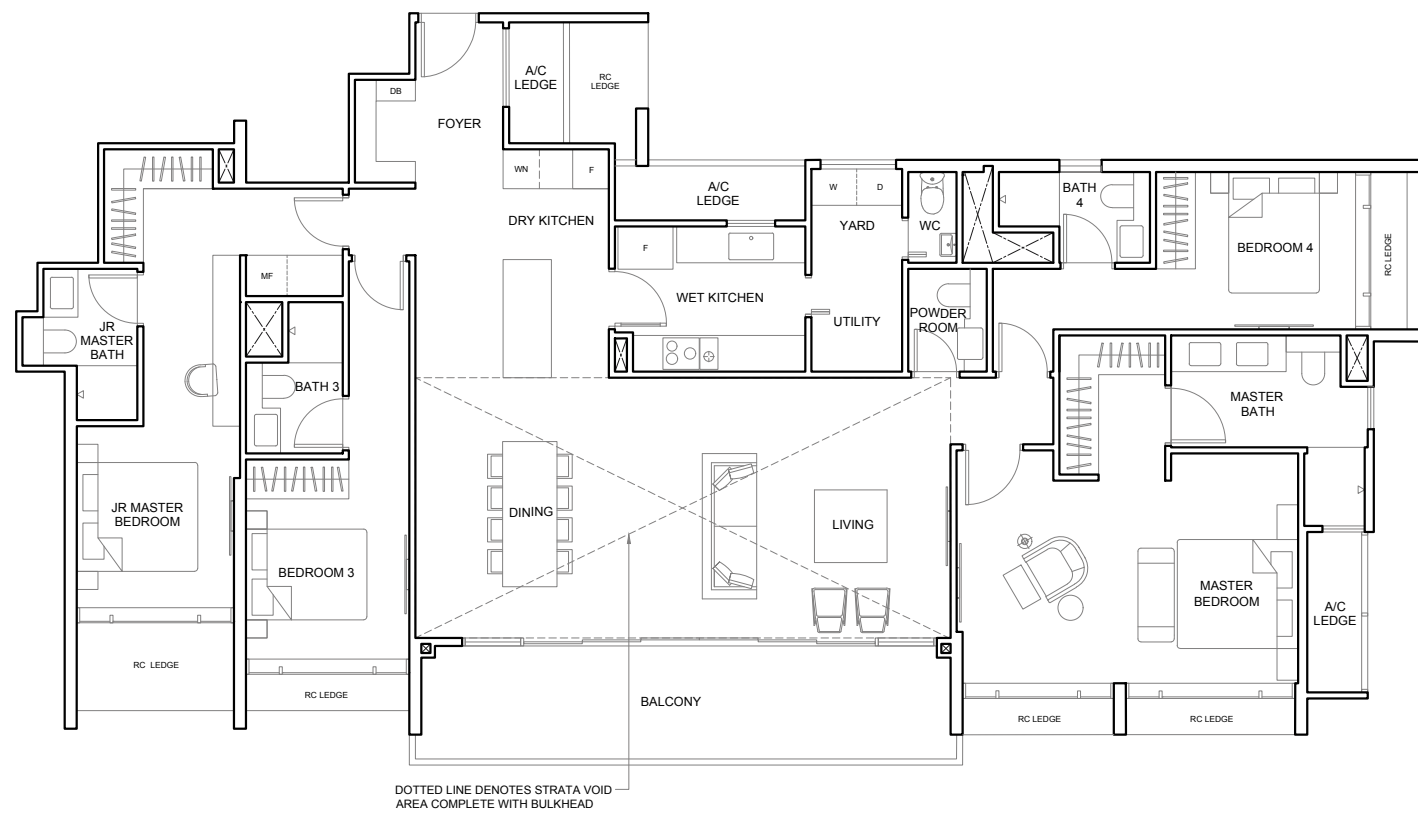 A/C
LEDGE
RC
LEDGE
DB
FOYER
WN
F
A/C
LEDGE
W
D
BATH
4
DRY KITCHEN
YARD
WC
BEDROOM 4
RC LEDGE
F
MF
WET KITCHEN
JR
MASTER
BATH
UTILITY
POWDER
ROOM
BATH 3
MASTER
BATH
JR MASTER
BEDROOM
DINING
LIVING
BEDROOM 3
MASTER
BEDROOM
A/C
LEDGE
RC LEDGE
RC LEDGE
BALCONY
RC LEDGE
RC LEDGE
DOTTED LINE DENOTES STRATA VOID
AREA COMPLETE WITH BULKHEAD